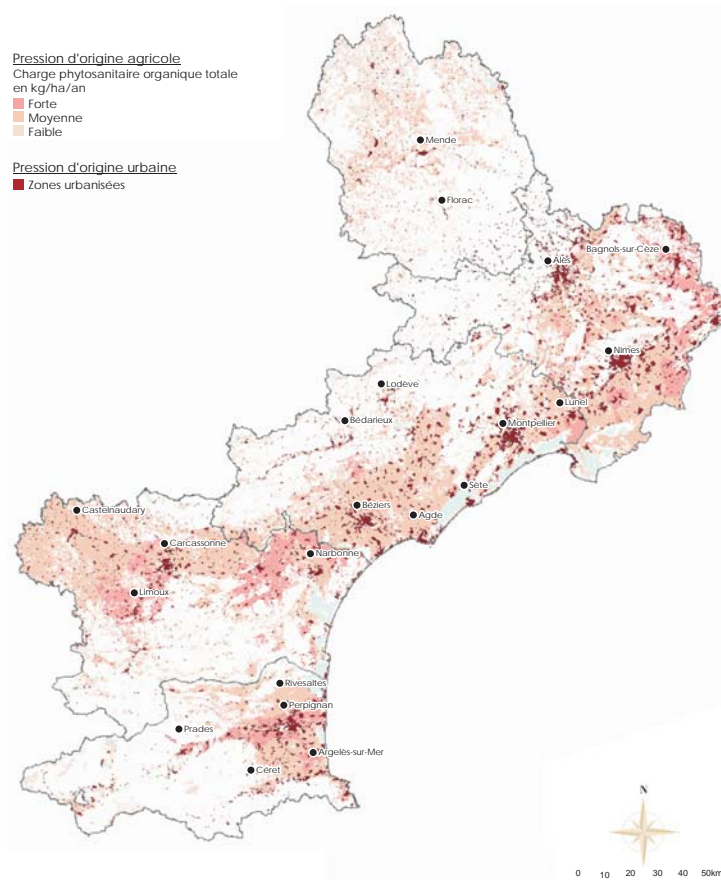 Pression d'origine agricole
Charge phytosanitaire organique totale
en kg/ha/an
Forte
Moyenne
Faible
Pression d'origine urbaine
Zones urbanisées
Mende
Florac
Bagnols-sur-Cèze
Alès
Nîmes
Lodève
Lunel
Bédarieux
Montpellier
Sète
Béziers
Castelnaudary
Agde
Carcassonne
Narbonne
Limoux
Rivesaltes
Perpignan
Prades
Argelès-sur-Mer
Céret
N
0 10 20 30 40 50km